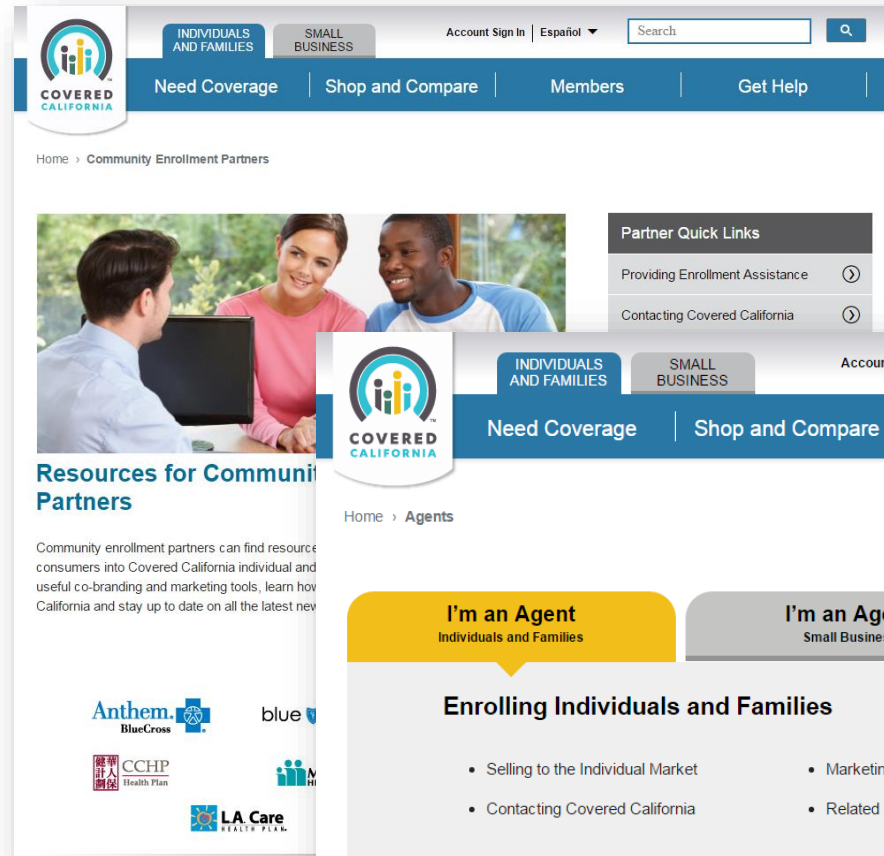 INDIVIDUALS
AND FAMILIES
SMALL
BUSINESS
Account Sign In
Español
Search
COVERED
CALIFORNIA
Need Coverage
Shop and Compare
Members
Get Help
Home › Community Enrollment Partners
Partner Quick Links
Providing Enrollment Assistance
Contacting Covered California
Resources for Communit
Partners
Community enrollment partners can find resource
consumers into Covered California individual and
useful co-branding and marketing tools, learn how
California and stay up to date on all the latest new
Anthem.
BlueCross
blue
華人
CCHP
Health Plan
L.A. Care
HEALTH PLAN
INDIVIDUALS
AND FAMILIES
SMALL
BUSINESS
Accoun
COVERED
CALIFORNIA
Need Coverage
Shop and Compare
Home › Agents
I'm an Agent
Individuals and Families
I'm an Age
Small Busines
Enrolling Individuals and Families
• Selling to the Individual Market
• Marketin
• Contacting Covered California
• Related